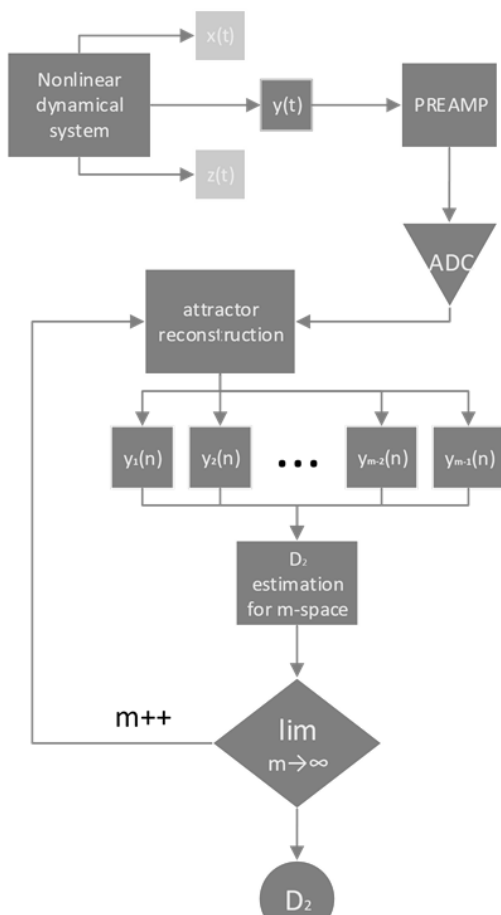 x(t)
Nonlinear
dynamical
system
y(t)
PREAMP
z(t)
ADC
attractor
reconstruction
y₁(n)
y₂(n)
...
yₘ₋₂(n)
yₘ₋₁(n)
D₂
estimation
for m-space
m++
lim
m→∞
D₂